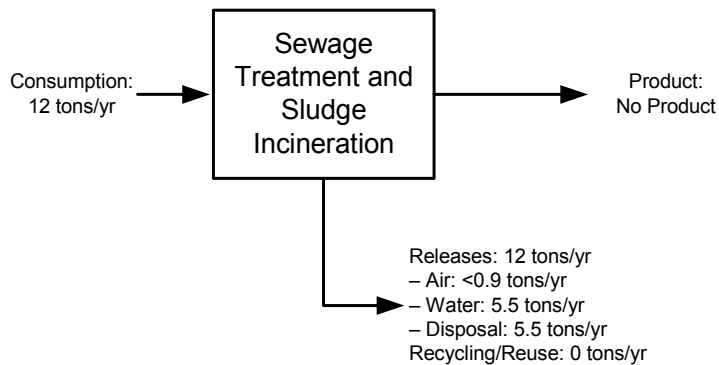 Consumption:
12 tons/yr
Sewage
Treatment and
Sludge
Incineration
Product:
No Product
Releases: 12 tons/yr
– Air: <0.9 tons/yr
– Water: 5.5 tons/yr
– Disposal: 5.5 tons/yr
Recycling/Reuse: 0 tons/yr